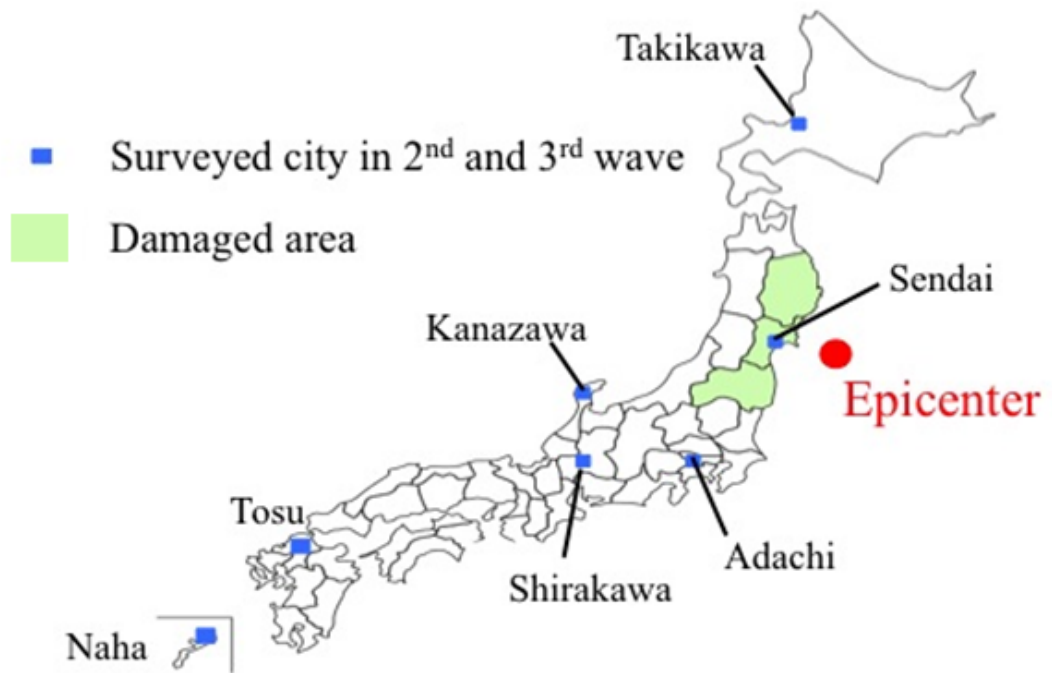 Takikawa
Surveyed city in 2nd and 3rd wave
Damaged area
Sendai
Kanazawa
Epicenter
Tosu
Adachi
Shirakawa
Naha